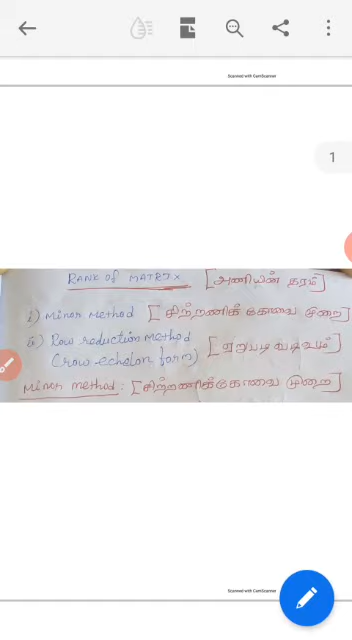 Scanned with CamScanner
1
RANK of MATRIX [அணியின் தரம்]
i) Minor Method [சிற்றணிக் கோவை முறை]
ii) Row reduction method
(row echelon form) [ஏறுபடி வடிவம்]
Minor method : [சிற்றணிக்கோவை முறை]
Scanned with CamScanner